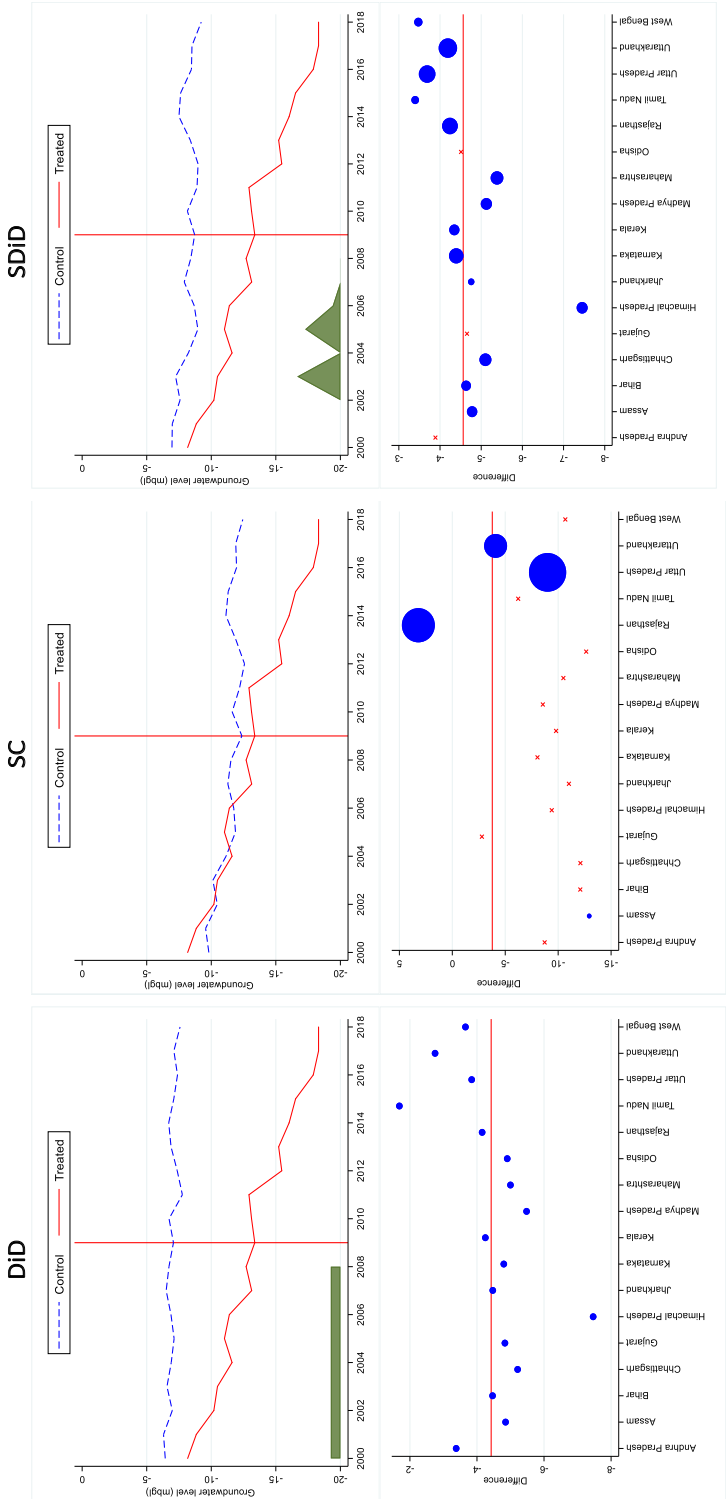 DiD
SC
SDiD
Control
Treated
0
-5
-10
-15
-20
Groundwater level (mbgl)
2000
2002
2004
2006
2008
2010
2012
2014
2016
2018
Control
Treated
0
-5
-10
-15
-20
Groundwater level (mbgl)
2000
2002
2004
2006
2008
2010
2012
2014
2016
2018
Control
Treated
0
-5
-10
-15
-20
Groundwater level (mbgl)
2000
2002
2004
2006
2008
2010
2012
2014
2016
2018
-2
-4
-6
-8
Difference
Andhra Pradesh
Assam
Bihar
Chhattisgarh
Gujarat
Himachal Pradesh
Jharkhand
Karnataka
Kerala
Madhya Pradesh
Maharashtra
Odisha
Rajasthan
Tamil Nadu
Uttar Pradesh
Uttarakhand
West Bengal
5
0
-5
-10
-15
Difference
Andhra Pradesh
Assam
Bihar
Chhattisgarh
Gujarat
Himachal Pradesh
Jharkhand
Karnataka
Kerala
Madhya Pradesh
Maharashtra
Odisha
Rajasthan
Tamil Nadu
Uttar Pradesh
Uttarakhand
West Bengal
-3
-4
-5
-6
-7
-8
Difference
Andhra Pradesh
Assam
Bihar
Chhattisgarh
Gujarat
Himachal Pradesh
Jharkhand
Karnataka
Kerala
Madhya Pradesh
Maharashtra
Odisha
Rajasthan
Tamil Nadu
Uttar Pradesh
Uttarakhand
West Bengal